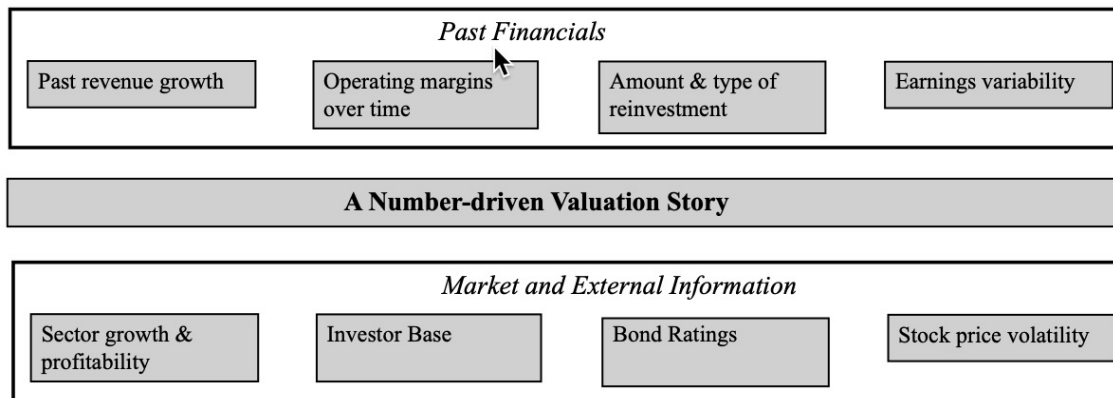 Past Financials
Past revenue growth
Operating margins
over time
Amount & type of
reinvestment
Earnings variability
A Number-driven Valuation Story
Market and External Information
Sector growth &
profitability
Investor Base
Bond Ratings
Stock price volatility